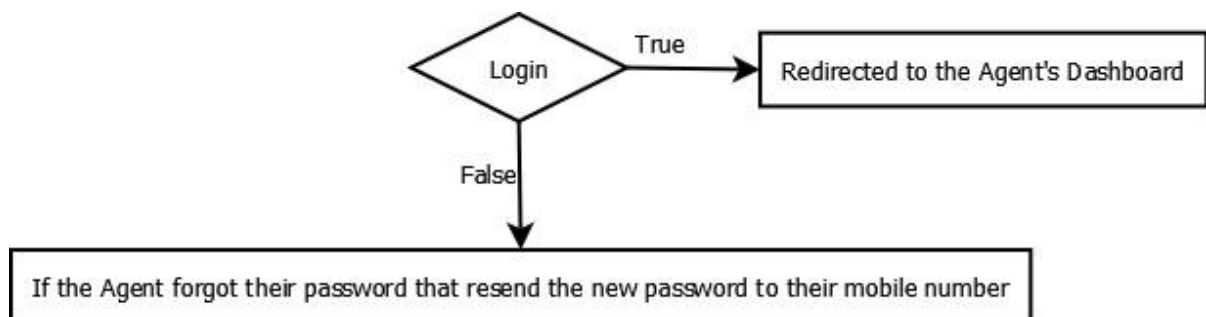 True
Login
Redirected to the Agent's Dashboard
False
If the Agent forgot their password that resend the new password to their mobile number